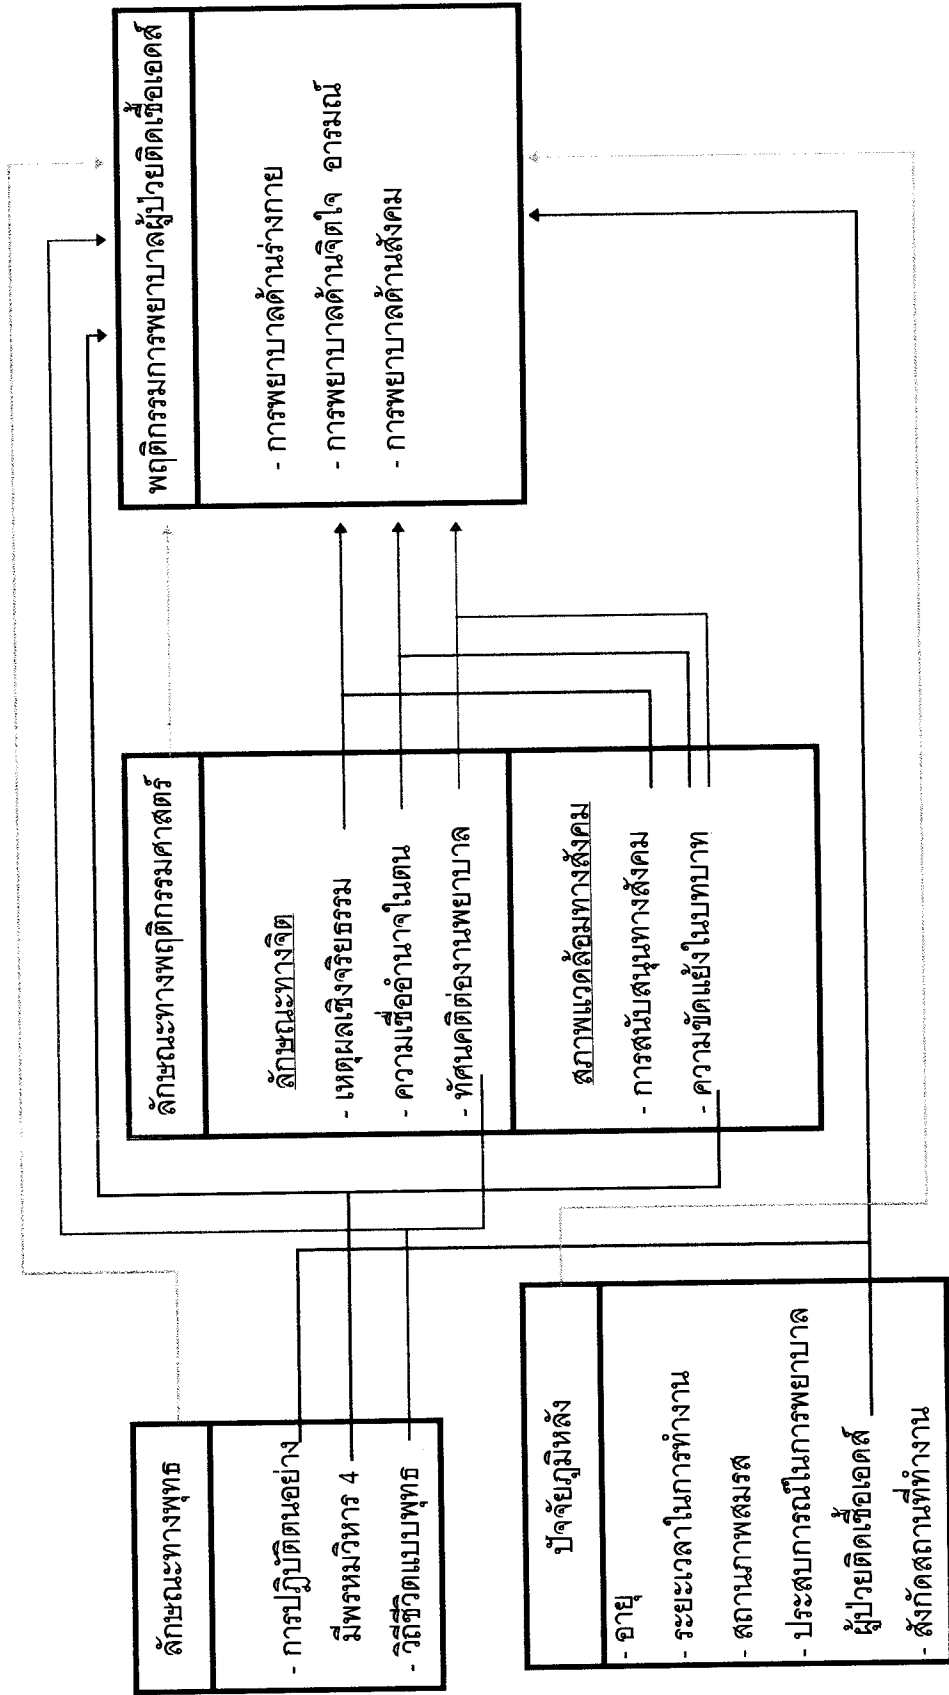 ลักษณะทางพุทธ
- การปฏิบัติตนอย่าง
มีพรหมวิหาร 4
- วิถีชีวิตแบบพุทธ
ปัจจัยภูมิหลัง
- อายุ
- ระยะเวลาในการทำงาน
- สถานภาพสมรส
- ประสบการณ์ในการพยาบาล
ผู้ป่วยติดเชื้อเอดส์
- สังกัดสถานที่ทำงาน
ลักษณะทางพฤติกรรมศาสตร์
ลักษณะทางจิต
- เหตุผลเชิงจริยธรรม
- ความเชื่ออำนาจในตน
- ทัศนคติต่องานพยาบาล
สภาพแวดล้อมทางสังคม
- การสนับสนุนทางสังคม
- ความขัดแย้งในบทบาท
พฤติกรรมการพยาบาลผู้ป่วยติดเชื้อเอดส์
- การพยาบาลด้านร่างกาย
- การพยาบาลด้านจิตใจ อารมณ์
- การพยาบาลด้านสังคม